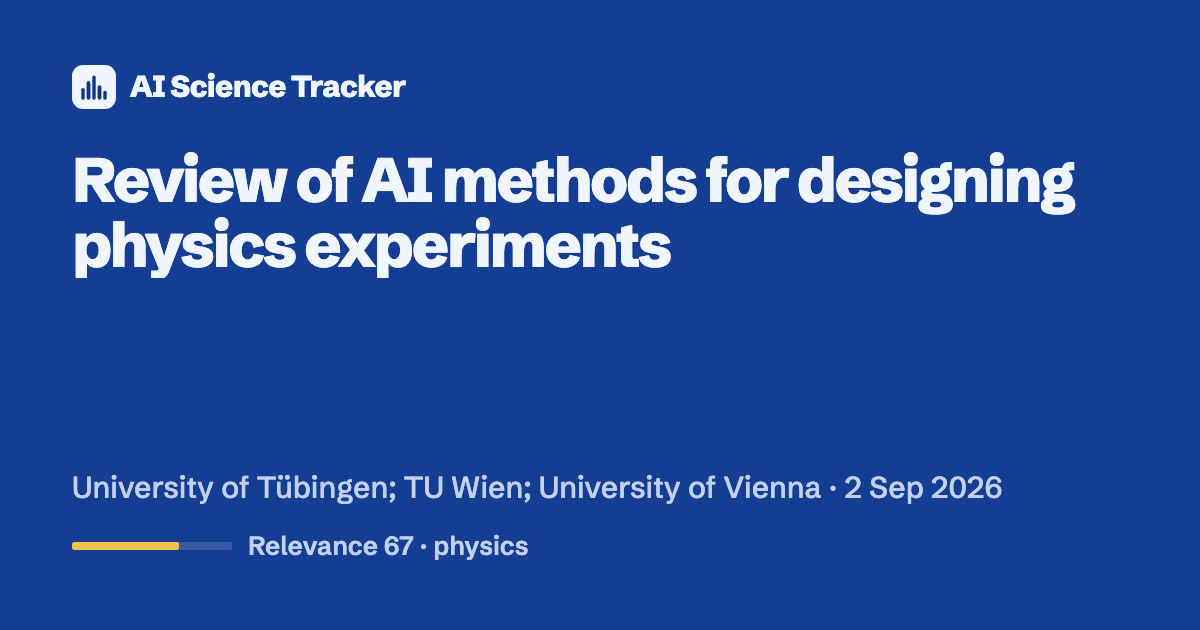 AI Science Tracker
Review of AI methods for designing
physics experiments
University of Tübingen; TU Wien; University of Vienna · 2 Sep 2026
Relevance 67 · physics